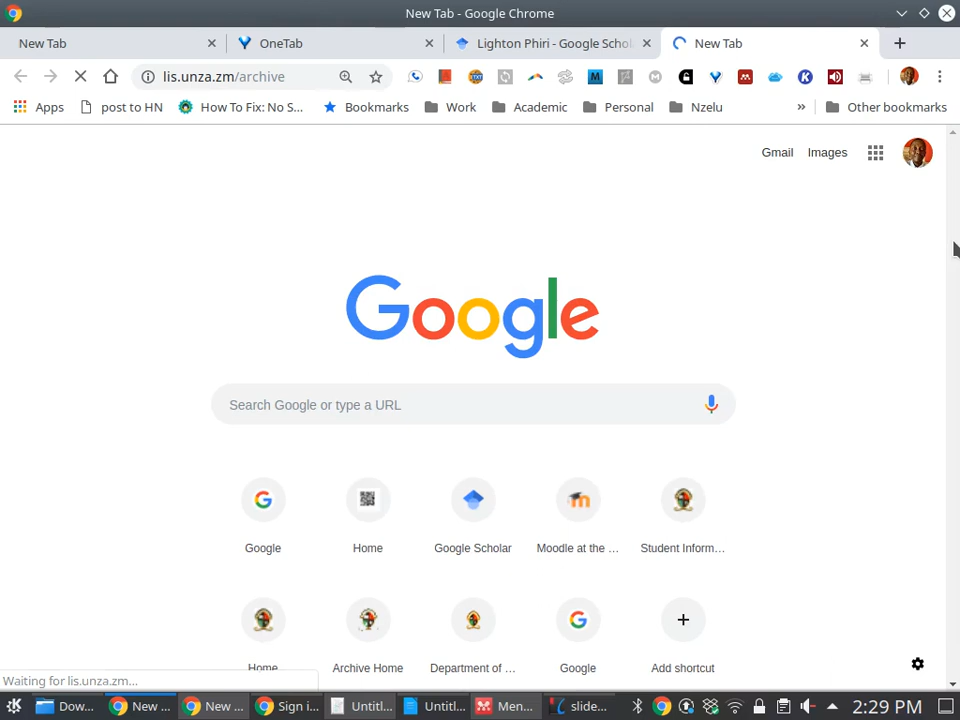 New Tab - Google Chrome
New Tab
OneTab
Lighton Phiri - Google Schol
New Tab
lis.unza.zm/archive
Apps
post to HN
How To Fix: No S...
Bookmarks
Work
Academic
Personal
Nzelu
»
Other bookmarks
Gmail
Images
Google
Search Google or type a URL
Google
Home
Google Scholar
Moodle at the ...
Student Inform...
Home
Archive Home
Department of ...
Google
Add shortcut
Waiting for lis.unza.zm...
Dow...
New ...
New ...
Sign i...
Untitl...
Untitl...
Men...
slide...
2:29 PM